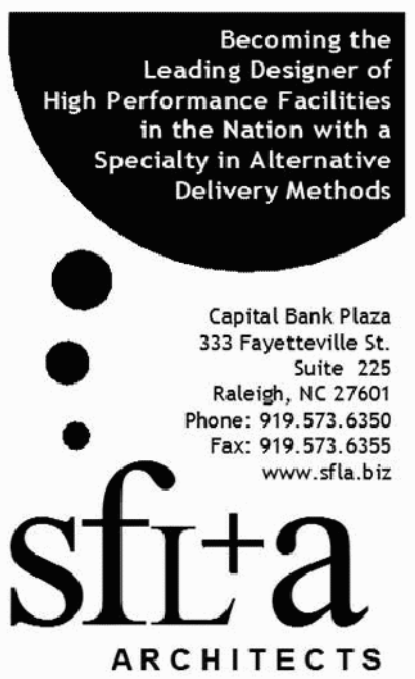 Becoming the
Leading Designer of
High Performance Facilities
in the Nation with a
Specialty in Alternative
Delivery Methods
Capital Bank Plaza
333 Fayetteville St.
Suite 225
Raleigh, NC 27601
Phone: 919.573.6350
Fax: 919.573.6355
www.sfla.biz
sfL+a
ARCHITECTS